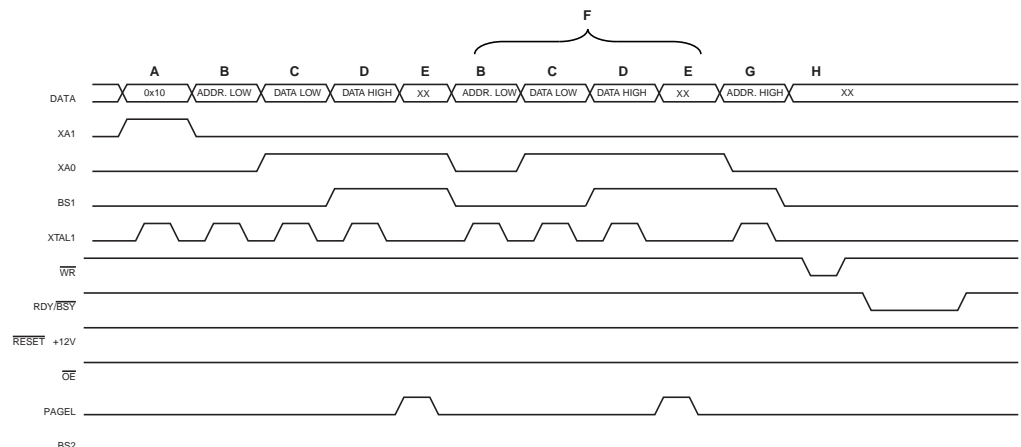 F
A B C D E B C D E G H
DATA 0x10 ADDR. LOW DATA LOW DATA HIGH XX ADDR. LOW DATA LOW DATA HIGH XX ADDR. HIGH XX
XA1
XA0
BS1
XTAL1
WR
RDY/BSY
RESET +12V
OE
PAGEL
BS2